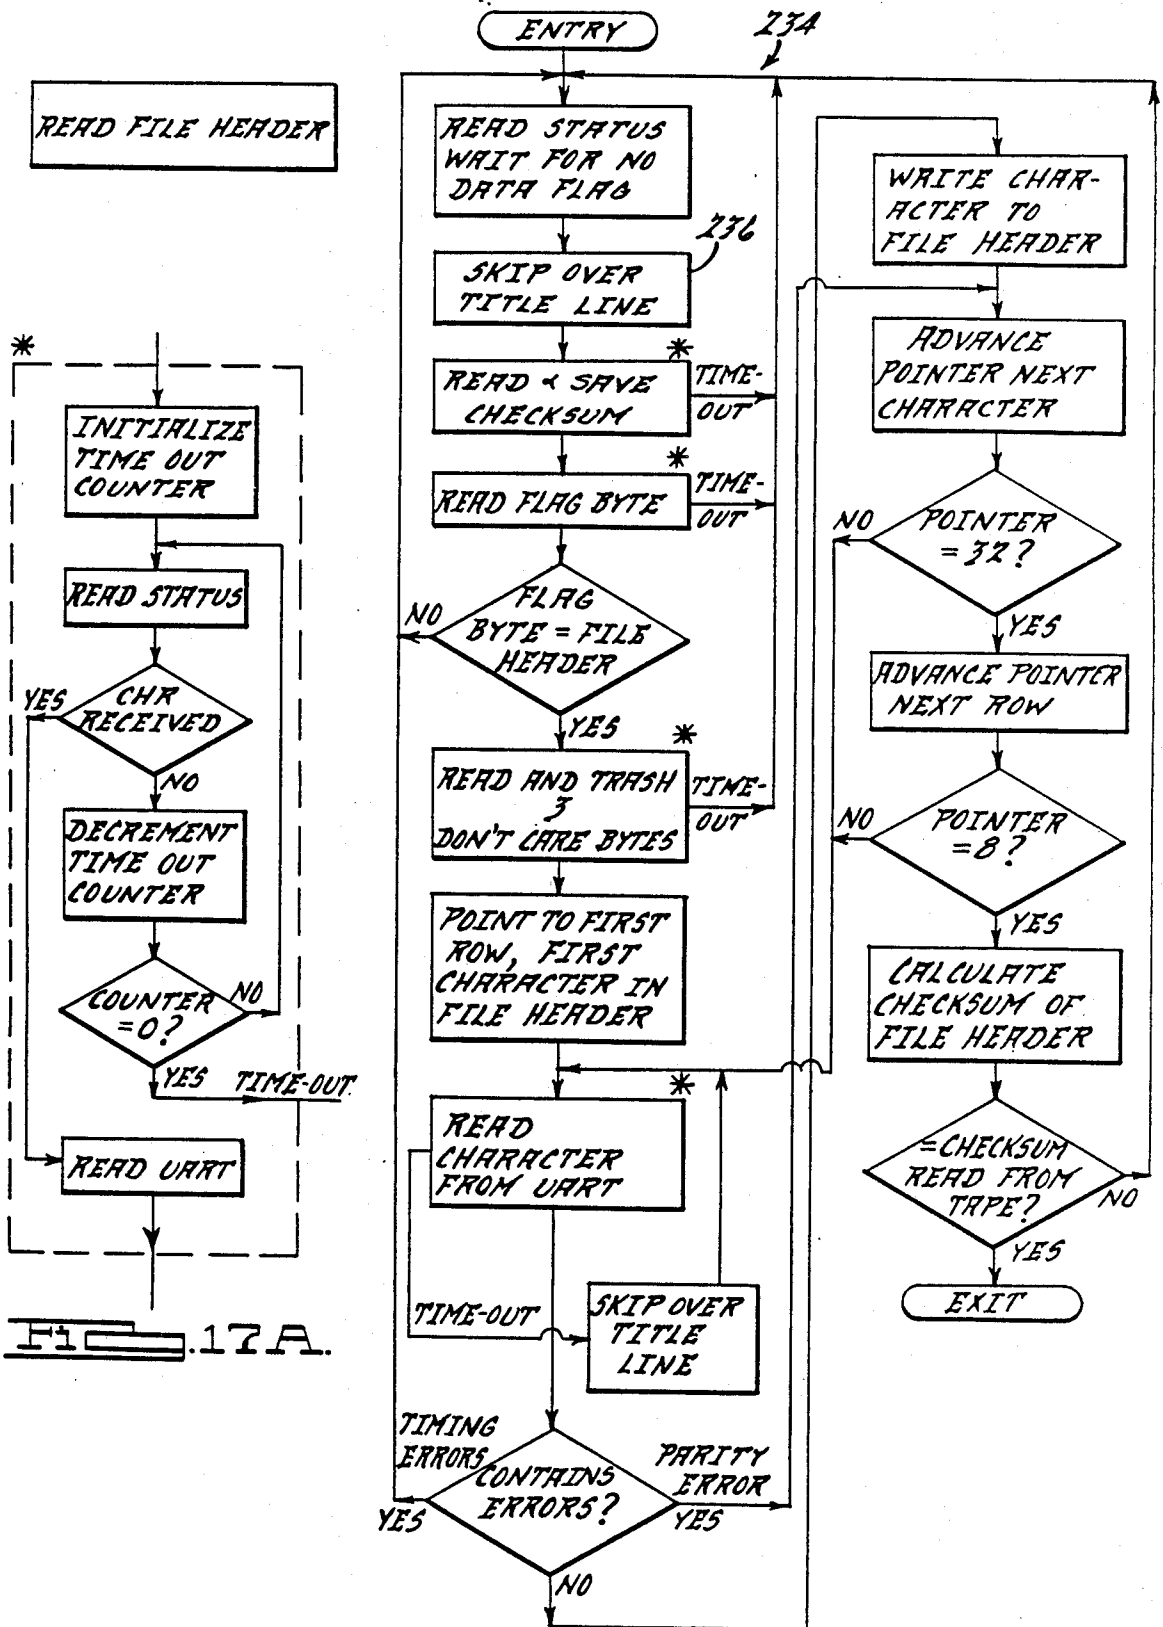 ENTRY
234
READ FILE HEADER
READ STATUS
WAIT FOR NO
DATA FLAG
236
SKIP OVER
TITLE LINE
*
READ & SAVE
CHECKSUM
TIME-
OUT
*
READ FLAG BYTE
TIME-
OUT
FLAG
BYTE = FILE
HEADER
NO
YES
*
READ AND TRASH
3
DON'T CARE BYTES
TIME-
OUT
POINT TO FIRST
ROW, FIRST
CHARACTER IN
FILE HEADER
*
READ
CHARACTER
FROM UART
TIME-OUT
SKIP OVER
TITLE
LINE
TIMING
ERRORS
YES
CONTAINS
ERRORS?
PARITY
ERROR
YES
NO
WRITE CHAR-
ACTER TO
FILE HEADER
ADVANCE
POINTER NEXT
CHARACTER
POINTER
= 32?
NO
YES
ADVANCE POINTER
NEXT ROW
POINTER
=8?
NO
YES
CALCULATE
CHECKSUM OF
FILE HEADER
=CHECKSUM
READ FROM
TAPE?
NO
YES
EXIT
*
INITIALIZE
TIME OUT
COUNTER
READ STATUS
CHR
RECEIVED
YES
NO
DECREMENT
TIME OUT
COUNTER
COUNTER
=0?
NO
YES
TIME-OUT
READ UART
FIG.17A.